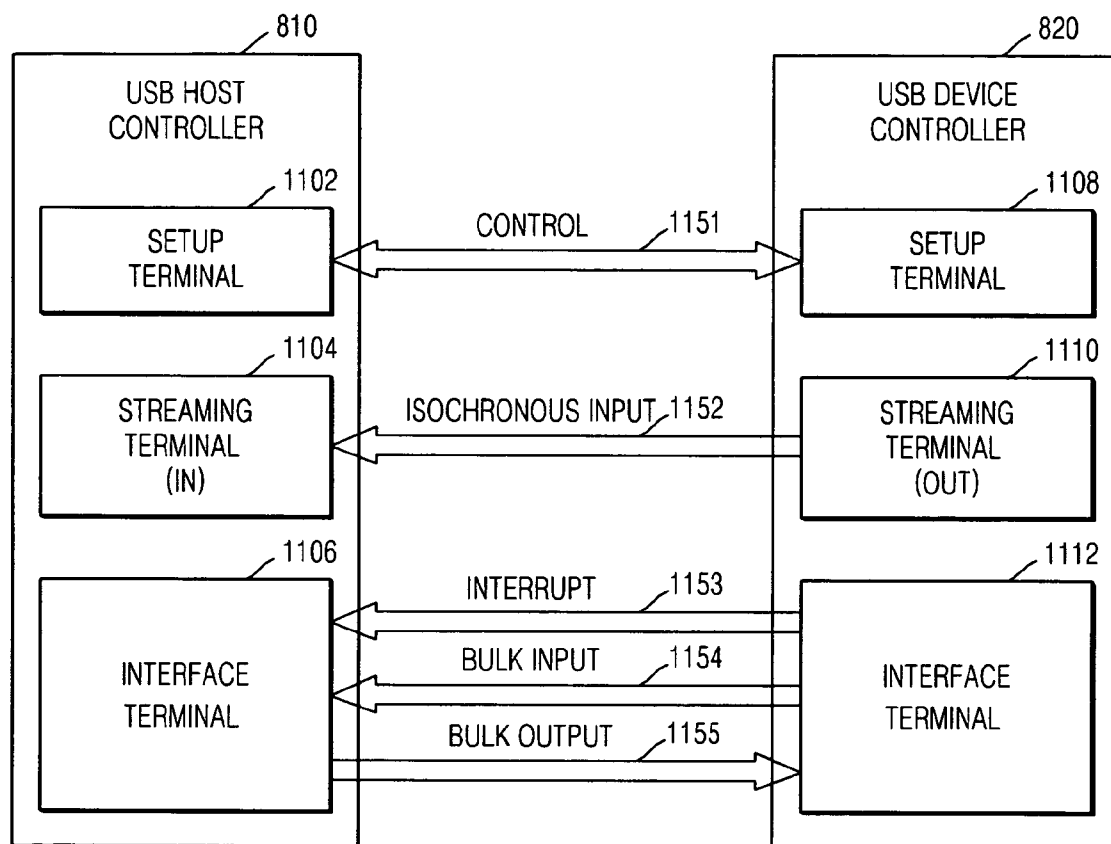 810
820
USB HOST
CONTROLLER
USB DEVICE
CONTROLLER
1102
1108
SETUP
TERMINAL
CONTROL
1151
SETUP
TERMINAL
1104
1110
STREAMING
TERMINAL
(IN)
ISOCHRONOUS INPUT
1152
STREAMING
TERMINAL
(OUT)
1106
1112
INTERFACE
TERMINAL
INTERRUPT
1153
BULK INPUT
1154
BULK OUTPUT
1155
INTERFACE
TERMINAL